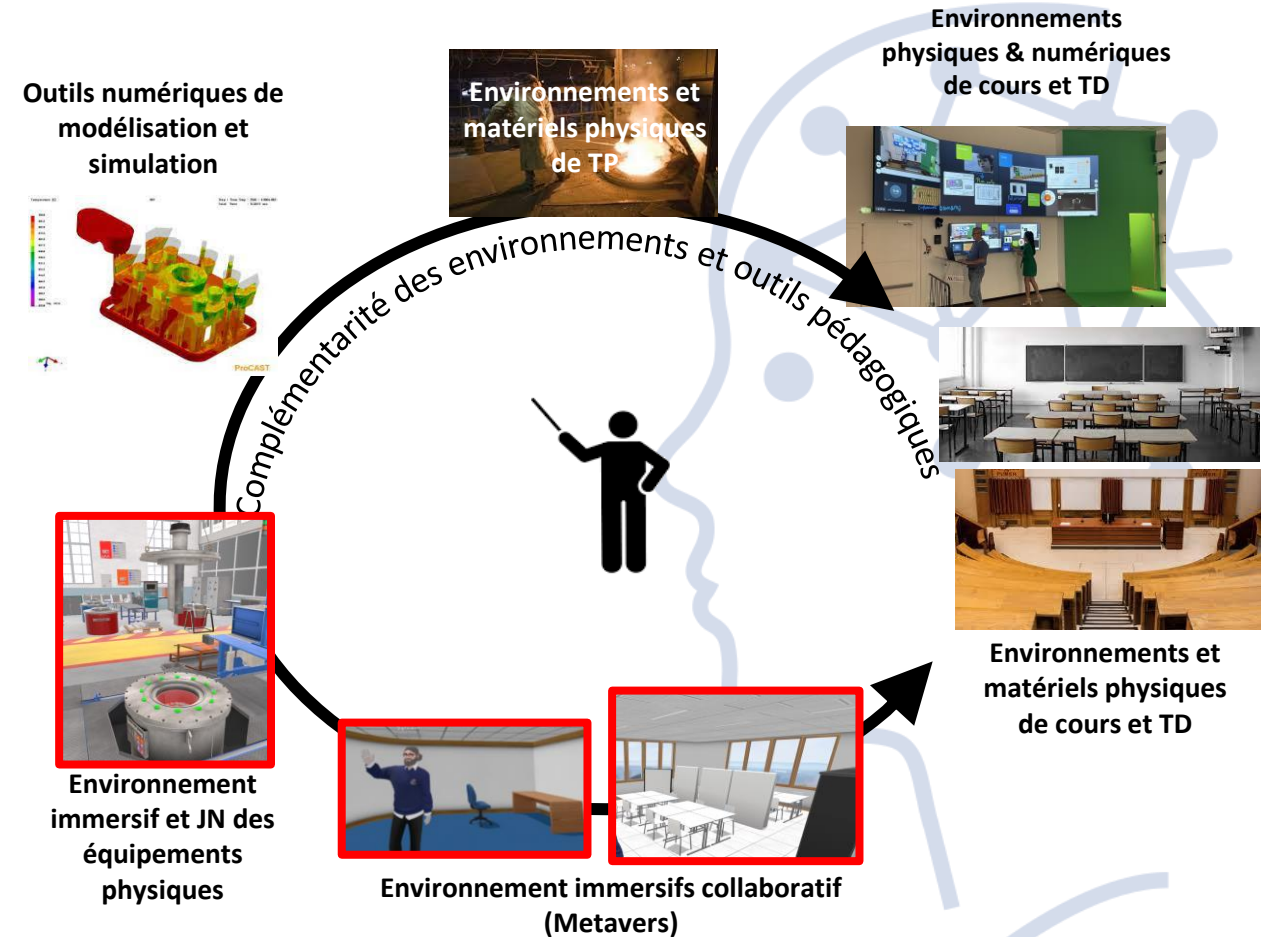 Environnements
physiques & numériques
de cours et TD
Outils numériques de
modélisation et
simulation
Environnements et
matériels physiques
de TP
ProCAST
Complémentarité des environnements et outils pédagogiques
Environnements et
matériels physiques
de cours et TD
Environnement
immersif et JN des
équipements
physiques
Environnement immersifs collaboratif
(Metavers)